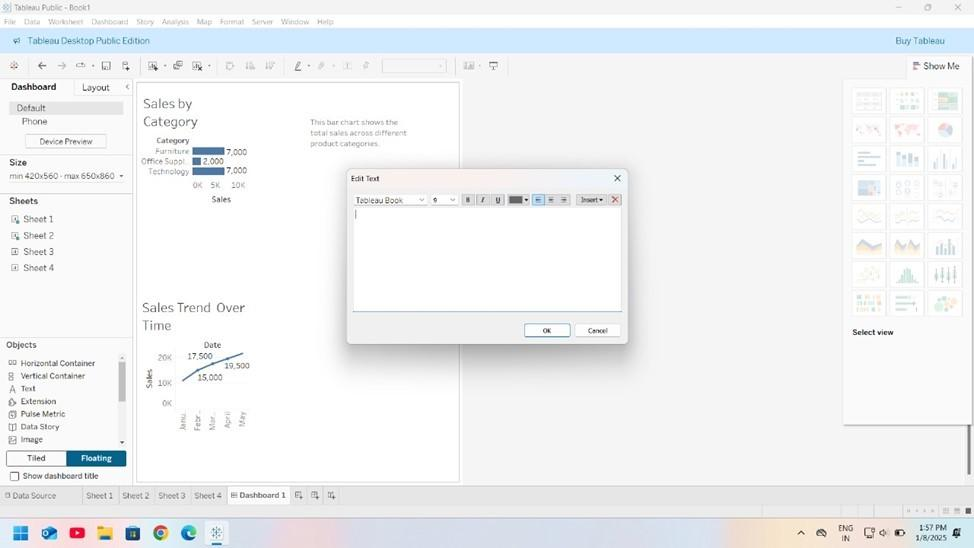 Tableau Public - Book1
File Data Worksheet Dashboard Story Analysis Map Format Server Window Help
Tableau Desktop Public Edition
Buy Tableau
Show Me
Dashboard
Layout
Default
Phone
Device Preview
Size
min 420x560 - max 650x860
Sheets
Sheet 1
Sheet 2
Sheet 3
Sheet 4
Objects
Horizontal Container
Vertical Container
Text
Extension
Pulse Metric
Data Story
Image
Tiled
Floating
Show dashboard title
Sales by
Category
Category
Furniture
7,000
Office Suppl..
2,000
Technology
7,000
0K 5K 10K
Sales
This bar chart shows the
total sales across different
product categories.
Sales Trend Over
Time
Date
20K
10K
0K
Sales
17,500
19,500
15,000
Janu..
Febr..
Mar..
April
May
Edit Text
Tableau Book
9
B I U
Insert
OK
Cancel
Select view
Data Source
Sheet 1
Sheet 2
Sheet 3
Sheet 4
Dashboard 1
ENG
IN
1:57 PM
1/8/2025